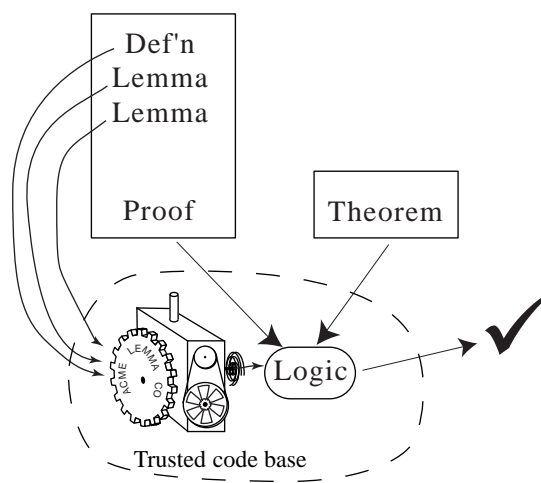 Def'n
Lemma
Lemma
Proof
Theorem
ACME LEMMA CO
Logic
Trusted code base